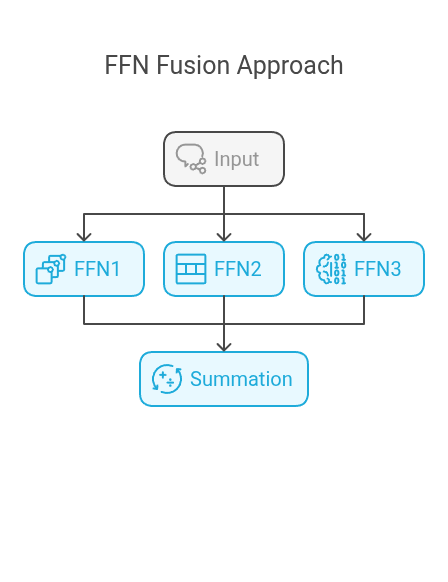 FFN Fusion Approach
Input
FFN1
FFN2
FFN3
Summation